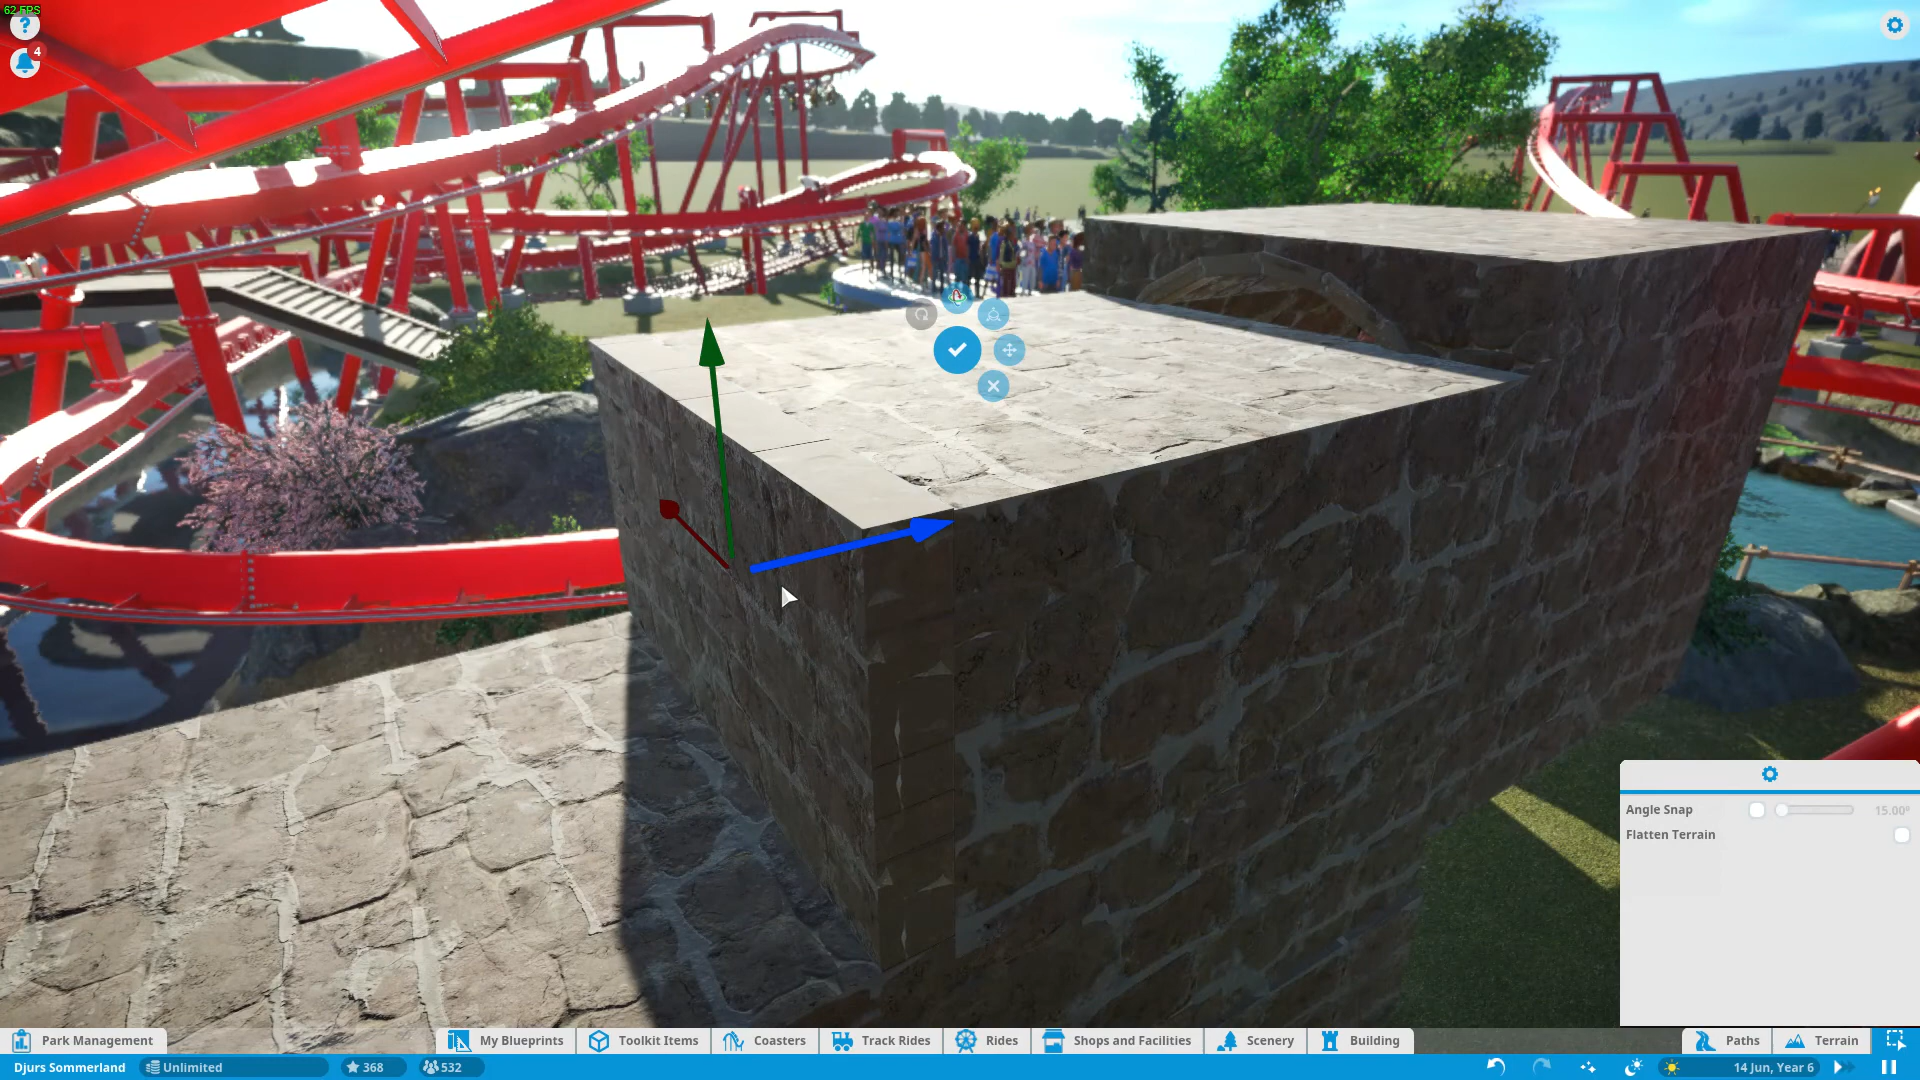 62 FPS
?
4
Angle Snap 15.00°
Flatten Terrain
Park Management My Blueprints Toolkit Items Coasters Track Rides Rides Shops and Facilities Scenery Building Paths Terrain
Djurs Sommerland Unlimited 368 532 14 Jun, Year 6